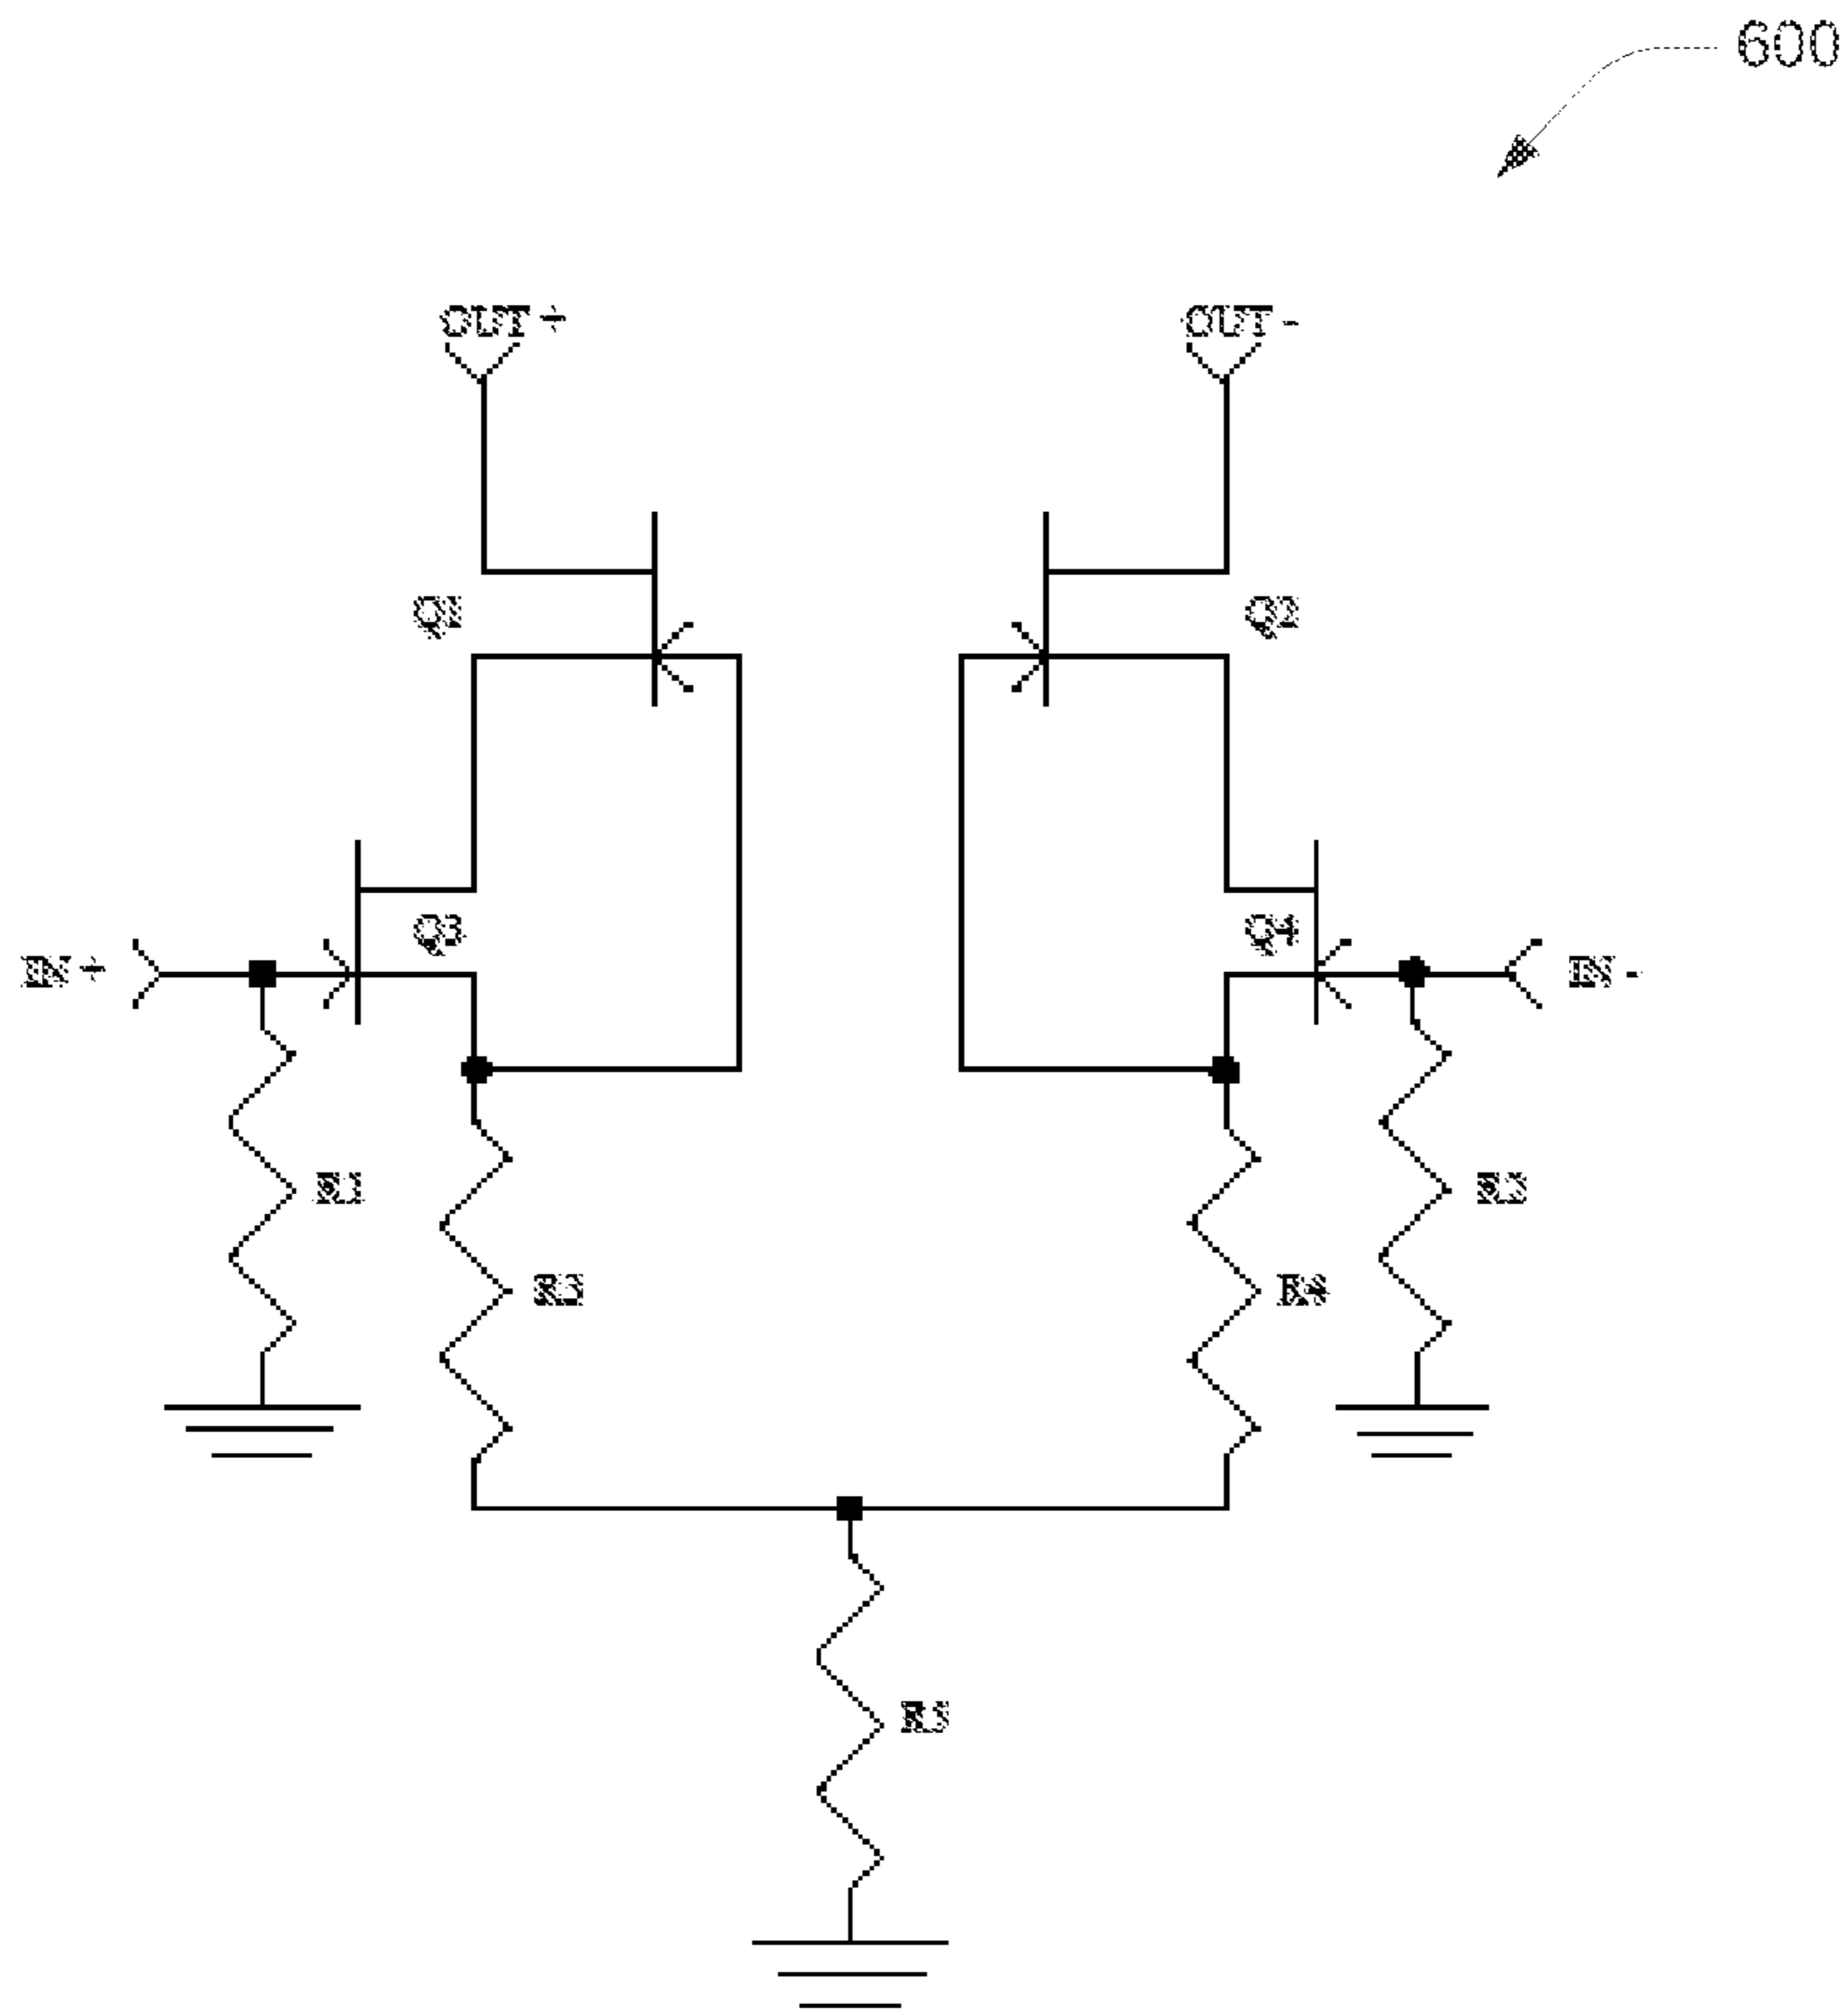 600
OUT+
OUT-
Q1
Q2
Q3
Q4
IN+
IN-
R1
R2
R3
R4
R5